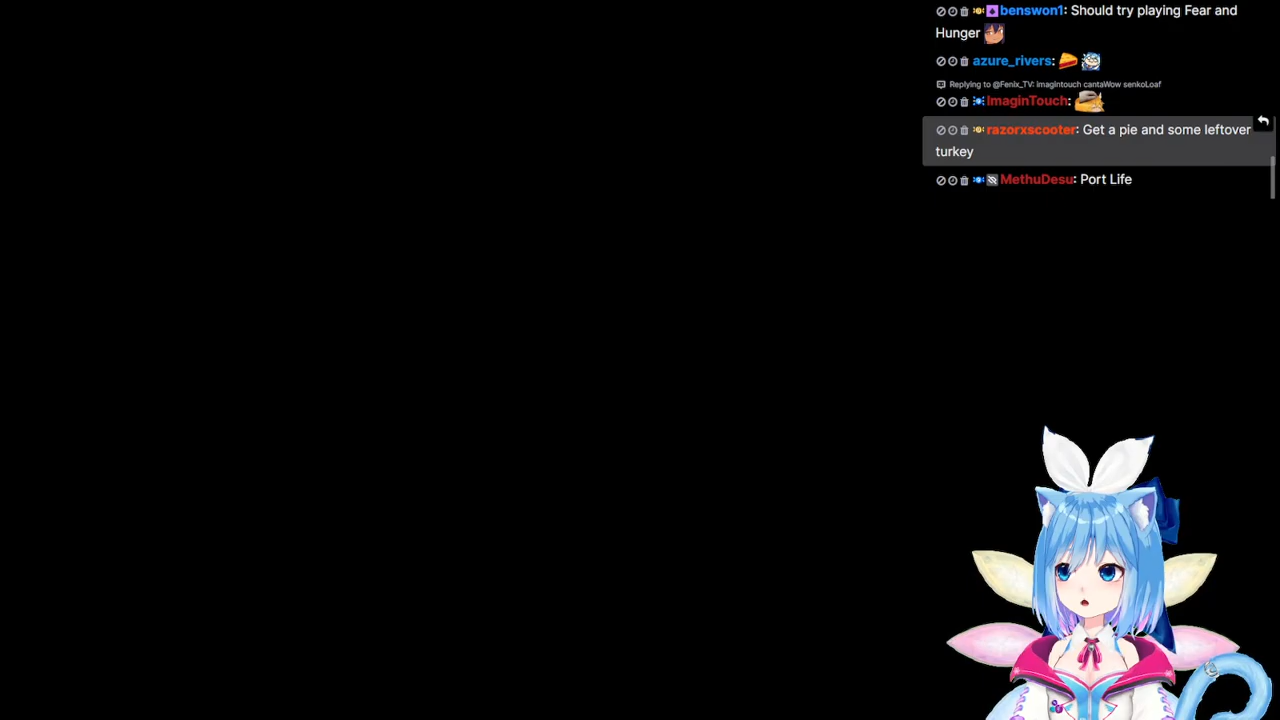 benswon1: Should try playing Fear and
Hunger
azure_rivers:
Replying to @Fenix_TV: imagintouch cantaWow senkoLoaf
ImaginTouch:
razorxscooter: Get a pie and some leftover
turkey
MethuDesu: Port Life